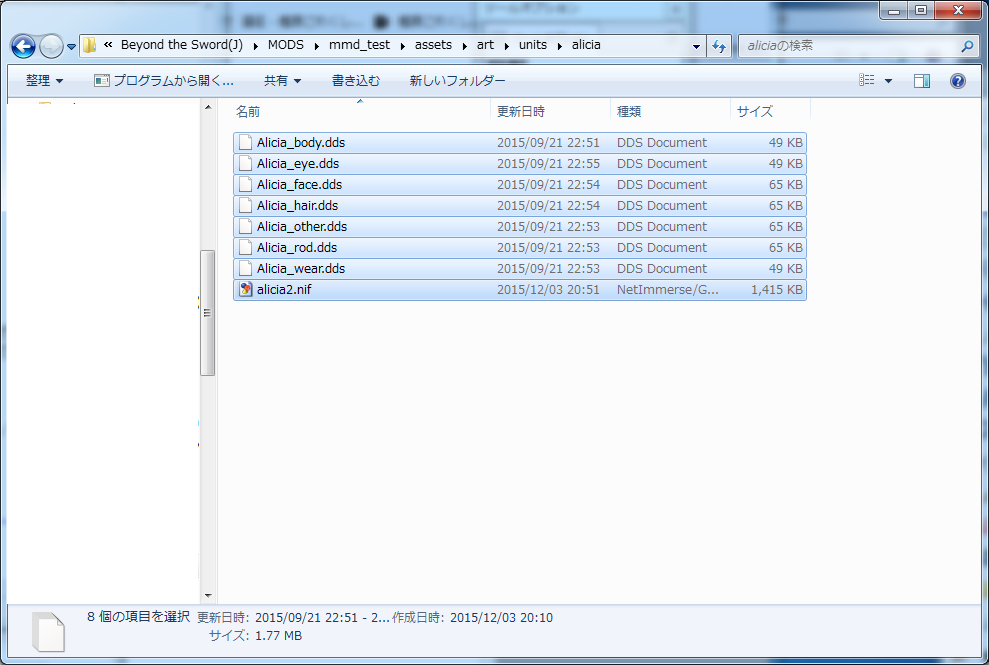 « Beyond the Sword(J) ▸ MODS ▸ mmd_test ▸ assets ▸ art ▸ units ▸ alicia
aliciaの検索
整理 プログラムから開く... 共有 書き込む 新しいフォルダー
名前 更新日時 種類 サイズ
Alicia_body.dds 2015/09/21 22:51 DDS Document 49 KB
Alicia_eye.dds 2015/09/21 22:55 DDS Document 49 KB
Alicia_face.dds 2015/09/21 22:54 DDS Document 65 KB
Alicia_hair.dds 2015/09/21 22:54 DDS Document 65 KB
Alicia_other.dds 2015/09/21 22:53 DDS Document 65 KB
Alicia_rod.dds 2015/09/21 22:53 DDS Document 65 KB
Alicia_wear.dds 2015/09/21 22:53 DDS Document 49 KB
alicia2.nif 2015/12/03 20:51 NetImmerse/G... 1,415 KB
8 個の項目を選択 更新日時: 2015/09/21 22:51 - 2... 作成日時: 2015/12/03 20:10
サイズ: 1.77 MB